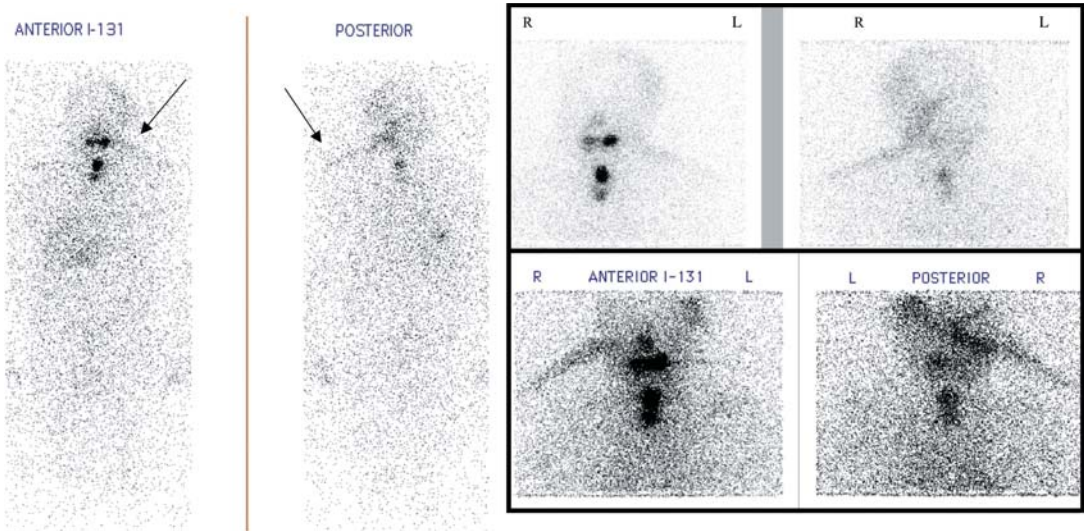 ANTERIOR I-131
POSTERIOR
R L R L
R ANTERIOR I-131 L L POSTERIOR R